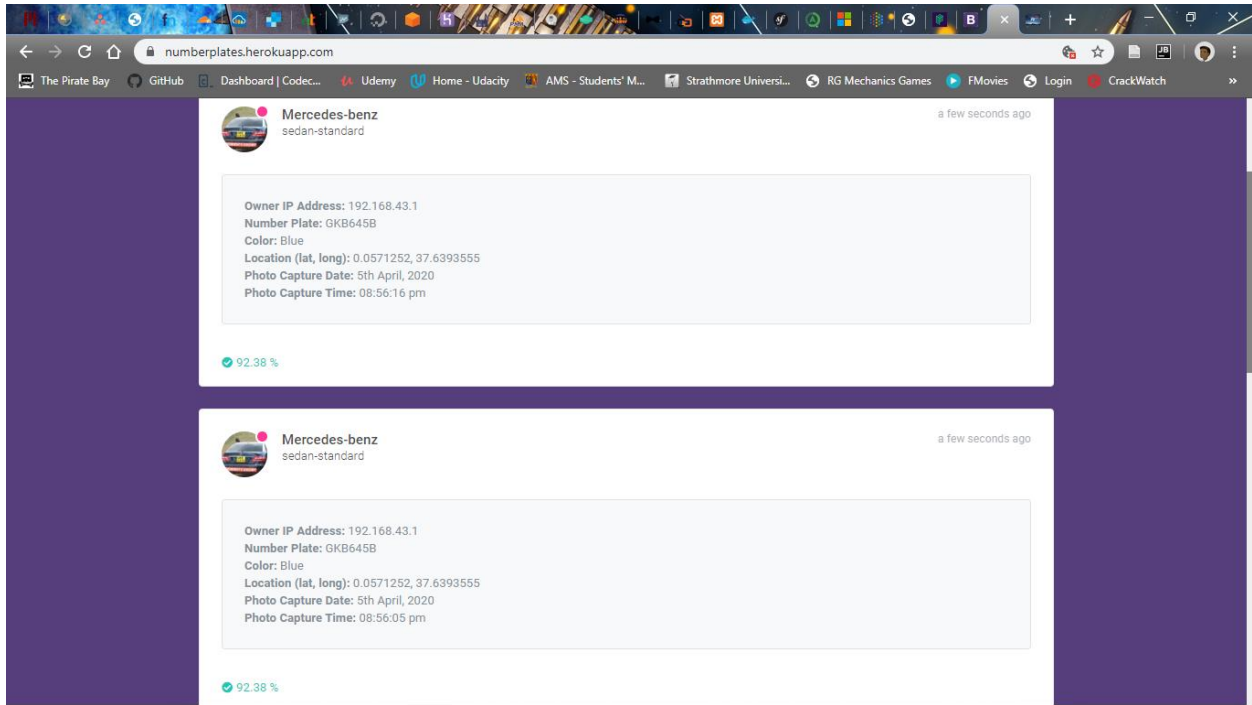 numberplates.herokuapp.com
The Pirate Bay GitHub Dashboard | Codec... Udemy Home - Udacity AMS - Students' M... Strathmore Universi... RG Mechanics Games FMovies Login CrackWatch »
Mercedes-benz a few seconds ago
sedan-standard
Owner IP Address: 192.168.43.1
Number Plate: GKB645B
Color: Blue
Location (lat, long): 0.0571252, 37.6393555
Photo Capture Date: 5th April, 2020
Photo Capture Time: 08:56:16 pm
92.38 %
Mercedes-benz a few seconds ago
sedan-standard
Owner IP Address: 192.168.43.1
Number Plate: GKB645B
Color: Blue
Location (lat, long): 0.0571252, 37.6393555
Photo Capture Date: 5th April, 2020
Photo Capture Time: 08:56:05 pm
92.38 %